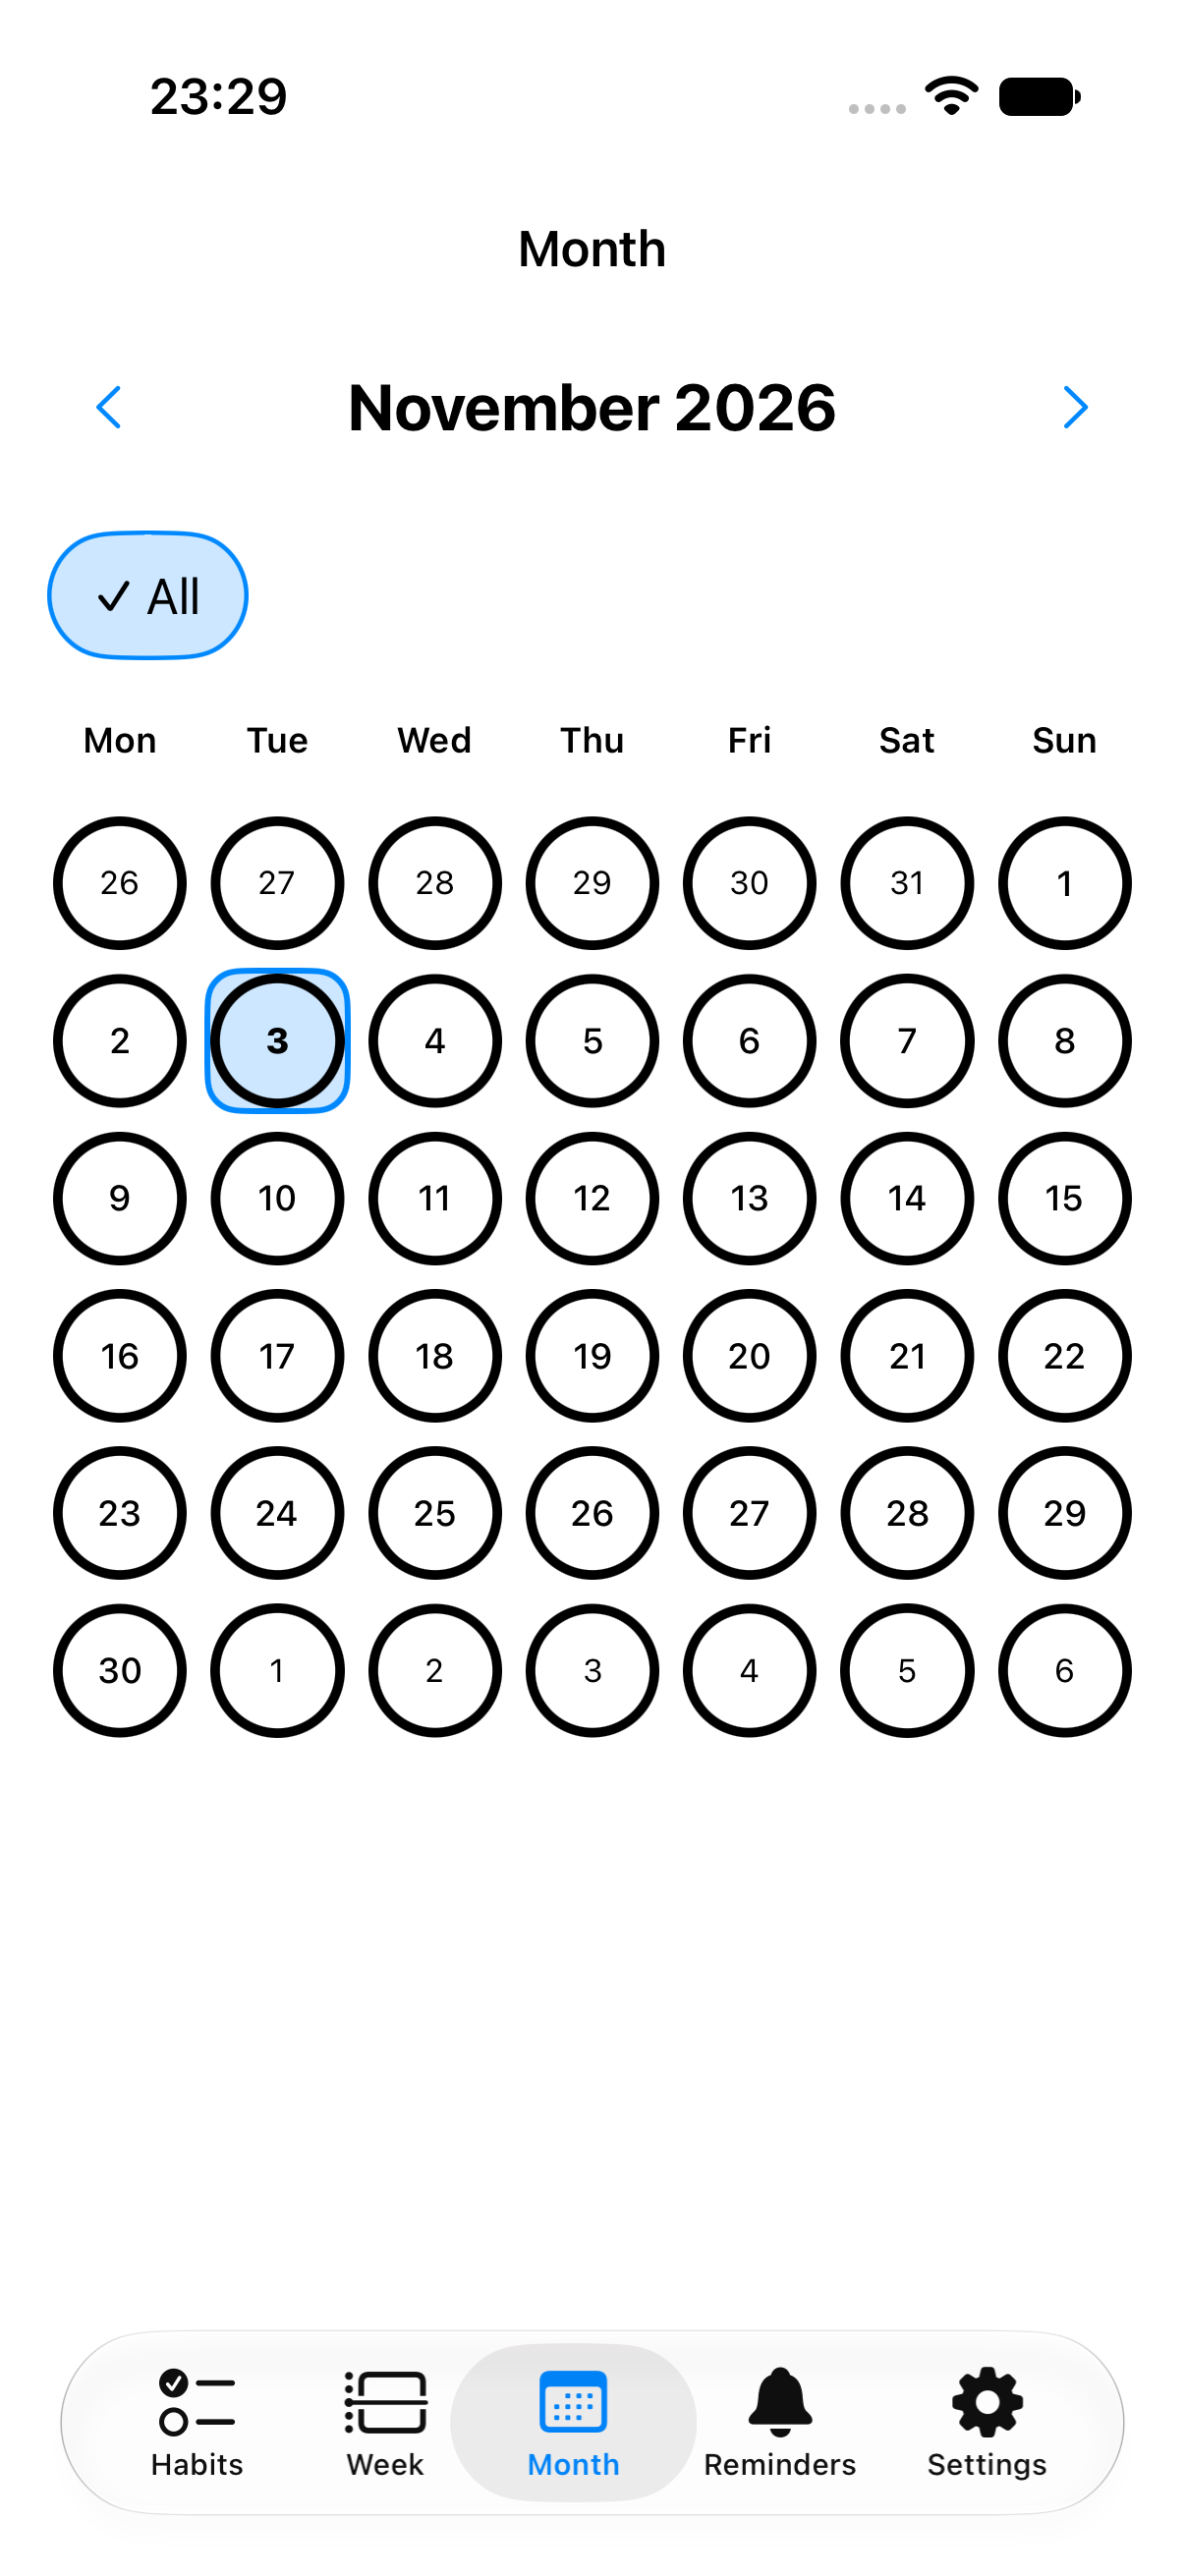 23:29
Month
November 2026
✓ All
Mon Tue Wed Thu Fri Sat Sun
26 27 28 29 30 31 1
2 3 4 5 6 7 8
9 10 11 12 13 14 15
16 17 18 19 20 21 22
23 24 25 26 27 28 29
30 1 2 3 4 5 6
Habits Week Month Reminders Settings